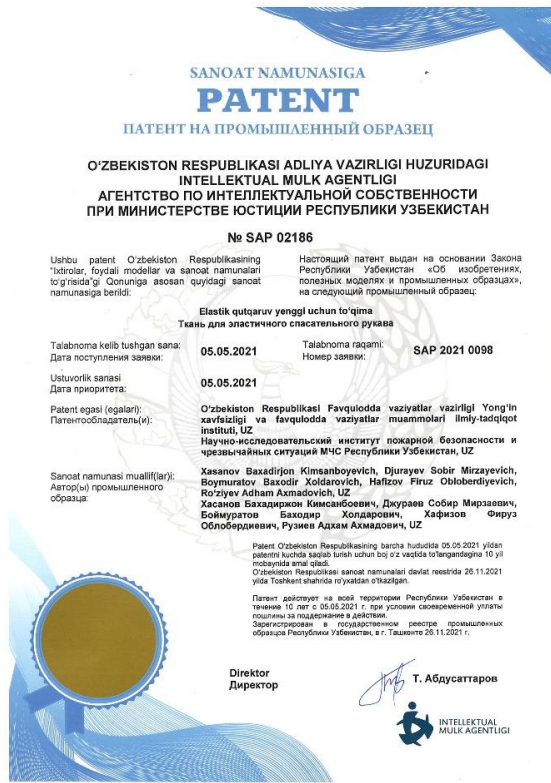 SANOAT NAMUNASIGA
PATENT
ПАТЕНТ НА ПРОМЫШЛЕННЫЙ ОБРАЗЕЦ
O‘ZBEKISTON RESPUBLIKASI ADLIYA VAZIRLIGI HUZURIDAGI
INTELLEKTUAL MULK AGENTLIGI
АГЕНТСТВО ПО ИНТЕЛЛЕКТУАЛЬНОЙ СОБСТВЕННОСТИ
ПРИ МИНИСТЕРСТВЕ ЮСТИЦИИ РЕСПУБЛИКИ УЗБЕКИСТАН
№ SAP 02186
Ushbu patent O‘zbekiston Respublikasining
“Ixtirolar, foydali modellar va sanoat namunalari
to‘g‘risida”gi Qonuniga asosan quyidagi sanoat
namunasiga berildi:
Настоящий патент выдан на основании Закона
Республики Узбекистан «Об изобретениях,
полезных моделях и промышленных образцах»,
на следующий промышленный образец:
Elastik qutqaruv yenggi uchun to‘qima
Ткань для эластичного спасательного рукава
Talabnoma kelib tushgan sana:
Дата поступления заявки:
05.05.2021
Talabnoma raqami:
Номер заявки:
SAP 2021 0098
Ustuvorlik sanasi
Дата приоритета:
05.05.2021
Patent egasi (egalari):
Патентообладатель(и):
O‘zbekiston Respublikasi Favqulodda vaziyatlar vazirligi Yong‘in
xavfsizligi va favqulodda vaziyatlar muammolari ilmiy-tadqiqot
instituti, UZ
Научно-исследовательский институт пожарной безопасности и
чрезвычайных ситуаций МЧС Республики Узбекистан, UZ
Sanoat namunasi muallif(lar)i:
Автор(ы) промышленного
образца:
Xasanov Baxadirjon Kimsanboyevich, Djurayev Sobir Mirzayevich,
Boymuratov Baxodir Xoldarovich, Hafizov Firuz Obloberdiyevich,
Ro‘ziyev Adham Axmadovich, UZ
Хасанов Бахадиржон Кимсанбоевич, Джураев Собир Мирзаевич,
Боймуратов Баходир Холдарович, Хафизов Фируз
Облобердиевич, Рузиев Адхам Ахмадович, UZ
Patent O‘zbekiston Respublikasining barcha hududida 05.05.2021 yildan
patentni kuchda saqlab turish uchun boj o‘z vaqtida to‘langandagina 10 yil
mobaynida amal qiladi.
O‘zbekiston Respublikasi sanoat namunalari davlat reestrida 26.11.2021
yilda Toshkent shahrida ro‘yxatdan o‘tkazilgan.
Патент действует на всей территории Республики Узбекистан в
течение 10 лет с 05.05.2021 г. при условии своевременной уплаты
пошлины за поддержание в действии.
Зарегистрирован в государственном реестре промышленных
образцов Республики Узбекистан, в г. Ташкенте 26.11.2021 г.
Direktor
Директор
Т. Абдусаттаров
INTELLEKTUAL
MULK AGENTLIGI